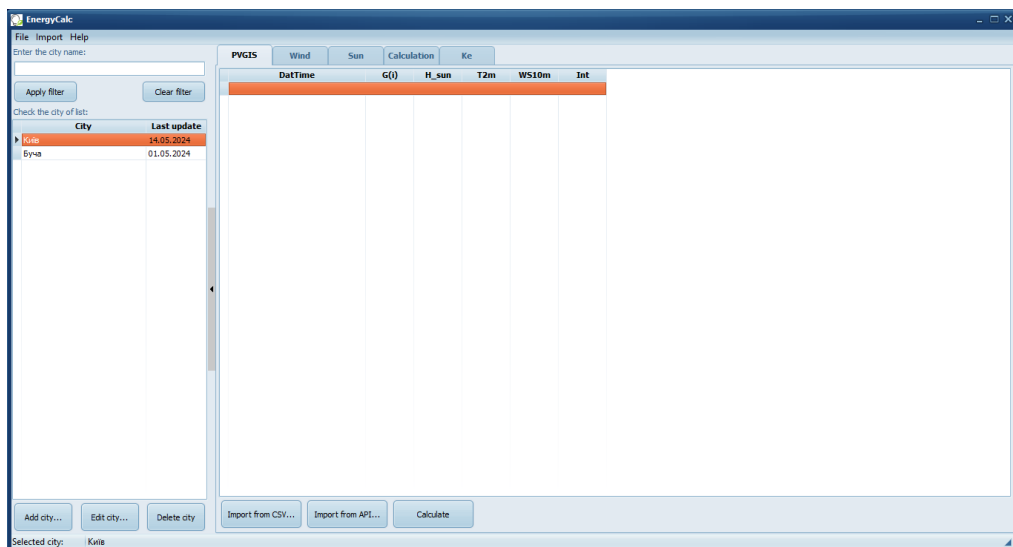 EnergyCalc
File Import Help
Enter the city name:
Apply filter Clear filter
Check the city of list:
City Last update
Київ 14.05.2024
Буча 01.05.2024
Add city... Edit city... Delete city
Selected city: Київ
PVGIS Wind Sun Calculation Ke
DatTime G(i) H_sun T2m WS10m Int
Import from CSV... Import from API... Calculate